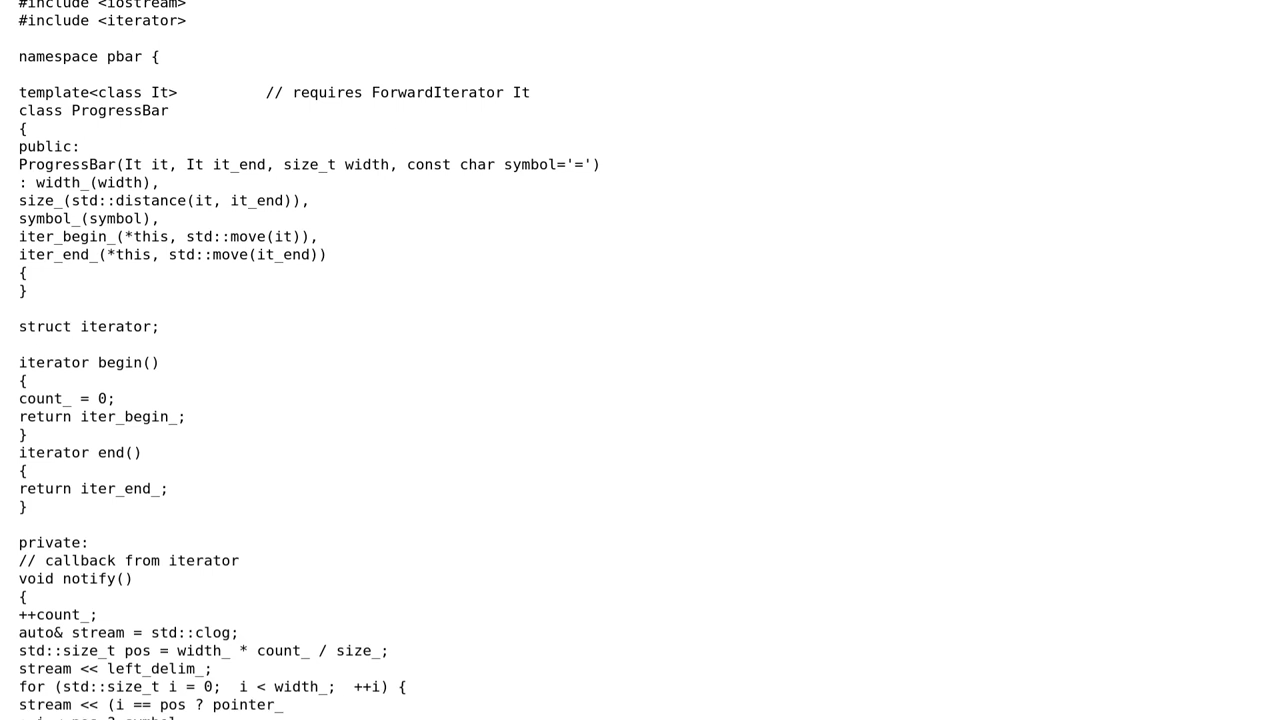 #include <iostream>
#include <iterator>
namespace pbar {
template<class It>          // requires ForwardIterator It
class ProgressBar
{
public:
ProgressBar(It it, It it_end, size_t width, const char symbol='=')
: width_(width),
size_(std::distance(it, it_end)),
symbol_(symbol),
iter_begin_(*this, std::move(it)),
iter_end_(*this, std::move(it_end))
{
}
struct iterator;
iterator begin()
{
count_ = 0;
return iter_begin_;
}
iterator end()
{
return iter_end_;
}
private:
// callback from iterator
void notify()
{
++count_;
auto& stream = std::clog;
std::size_t pos = width_ * count_ / size_;
stream << left_delim_;
for (std::size_t i = 0;  i < width_;  ++i) {
stream << (i == pos ? pointer_